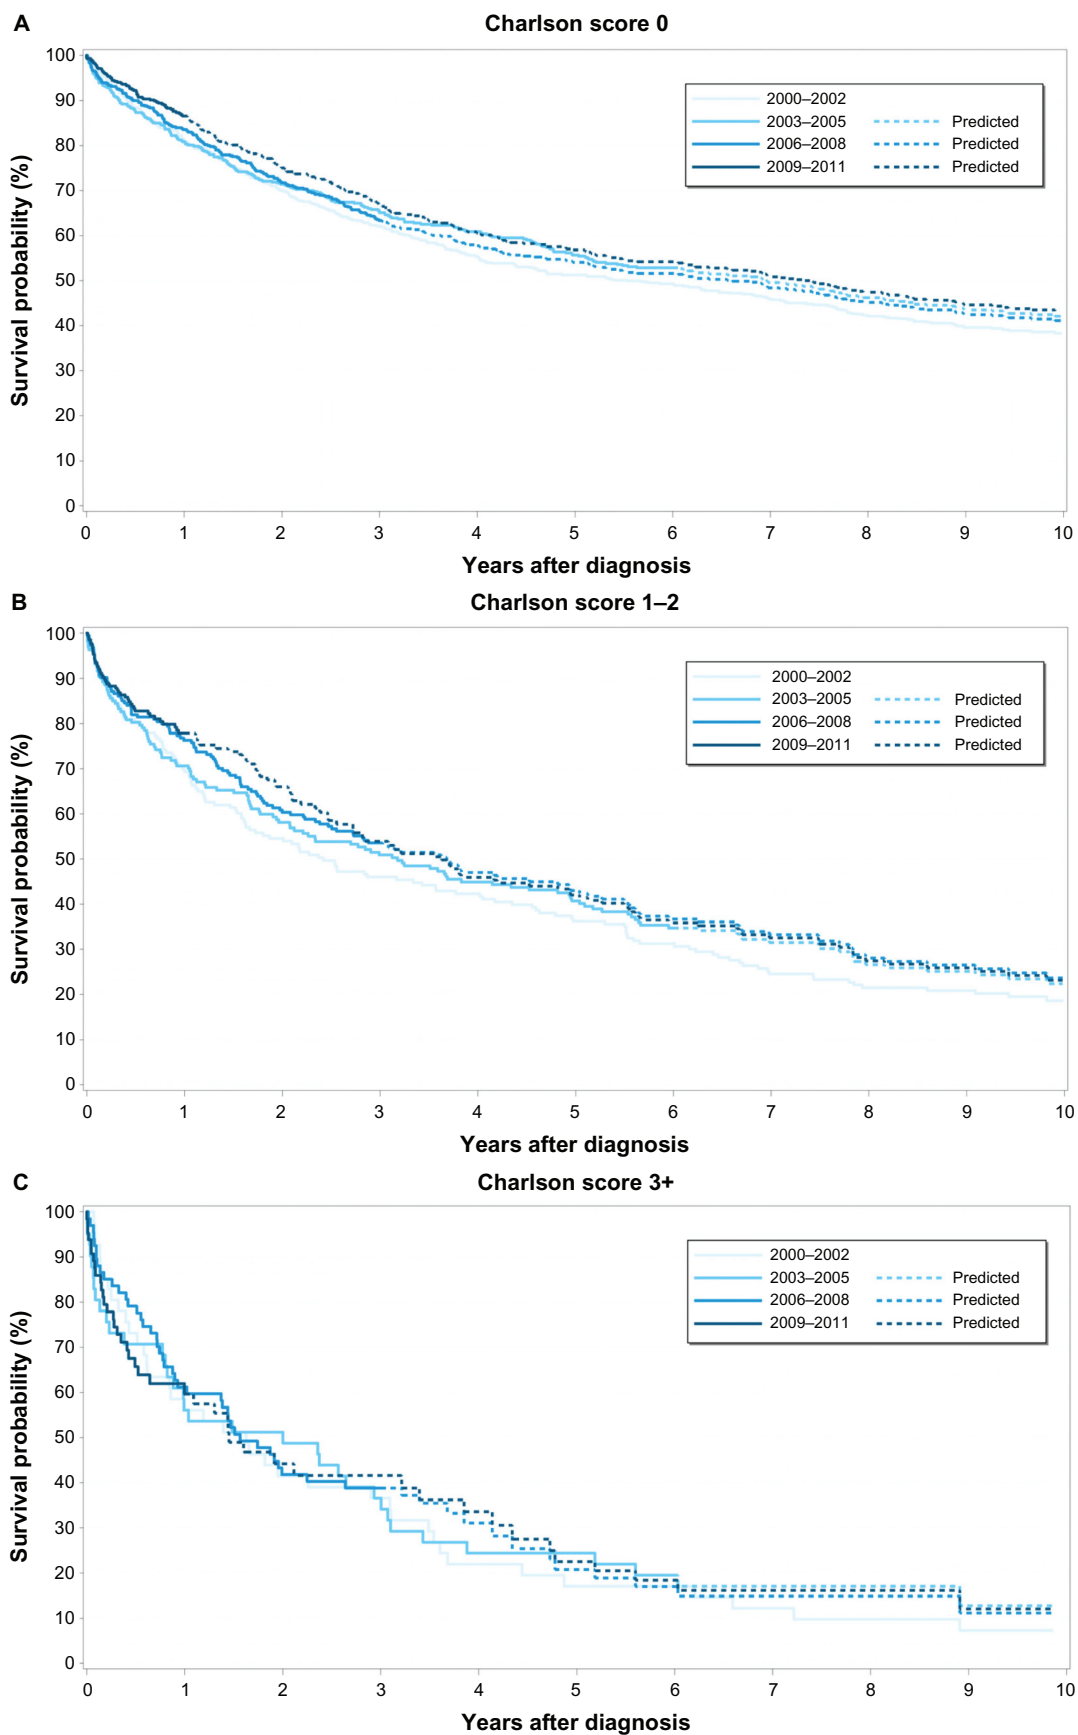 A
Charlson score 0
Survival probability (%)
100
90
80
70
60
50
40
30
20
10
0
2000–2002
2003–2005 Predicted
2006–2008 Predicted
2009–2011 Predicted
0 1 2 3 4 5 6 7 8 9 10
Years after diagnosis
B
Charlson score 1–2
Survival probability (%)
100
90
80
70
60
50
40
30
20
10
0
2000–2002
2003–2005 Predicted
2006–2008 Predicted
2009–2011 Predicted
0 1 2 3 4 5 6 7 8 9 10
Years after diagnosis
C
Charlson score 3+
Survival probability (%)
100
90
80
70
60
50
40
30
20
10
0
2000–2002
2003–2005 Predicted
2006–2008 Predicted
2009–2011 Predicted
0 1 2 3 4 5 6 7 8 9 10
Years after diagnosis